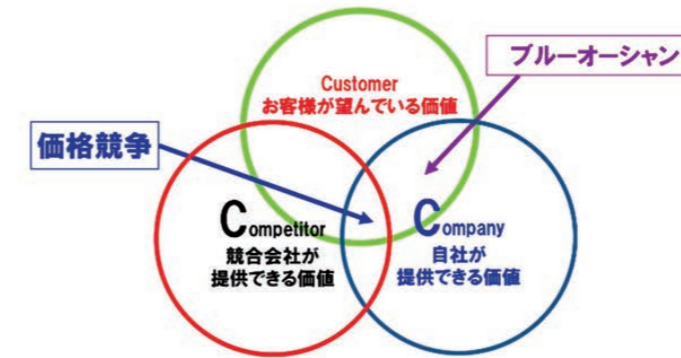 ブルーオーシャン
Customer
お客様が望んでいる価値
価格競争
Competitor
競合会社が
提供できる価値
Company
自社が
提供できる価値